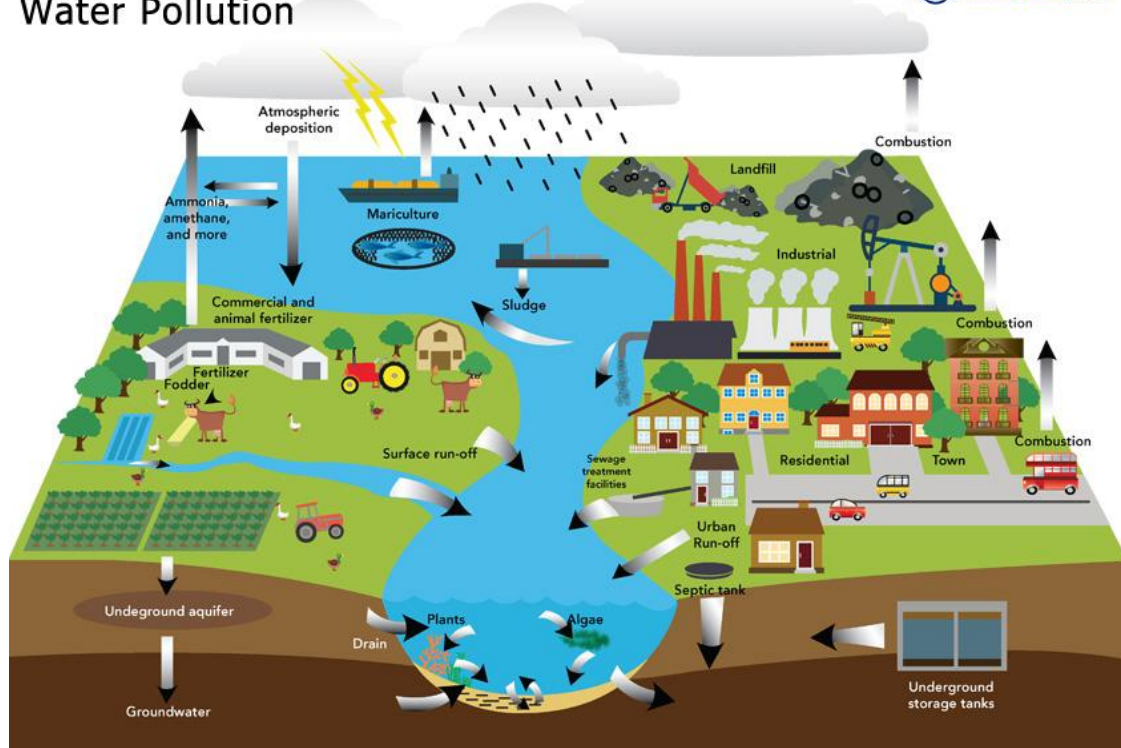 Water Pollution
Atmospheric
deposition
Combustion
Landfill
Ammonia,
amethane,
and more
Mariculture
Industrial
Commercial and
animal fertilizer
Sludge
Combustion
Fertilizer
Fodder
Combustion
Surface run-off
Sewage
treatment
facilities
Residential
Town
Urban
Run-off
Septic tank
Undeground aquifer
Plants
Algae
Drain
Groundwater
Underground
storage tanks